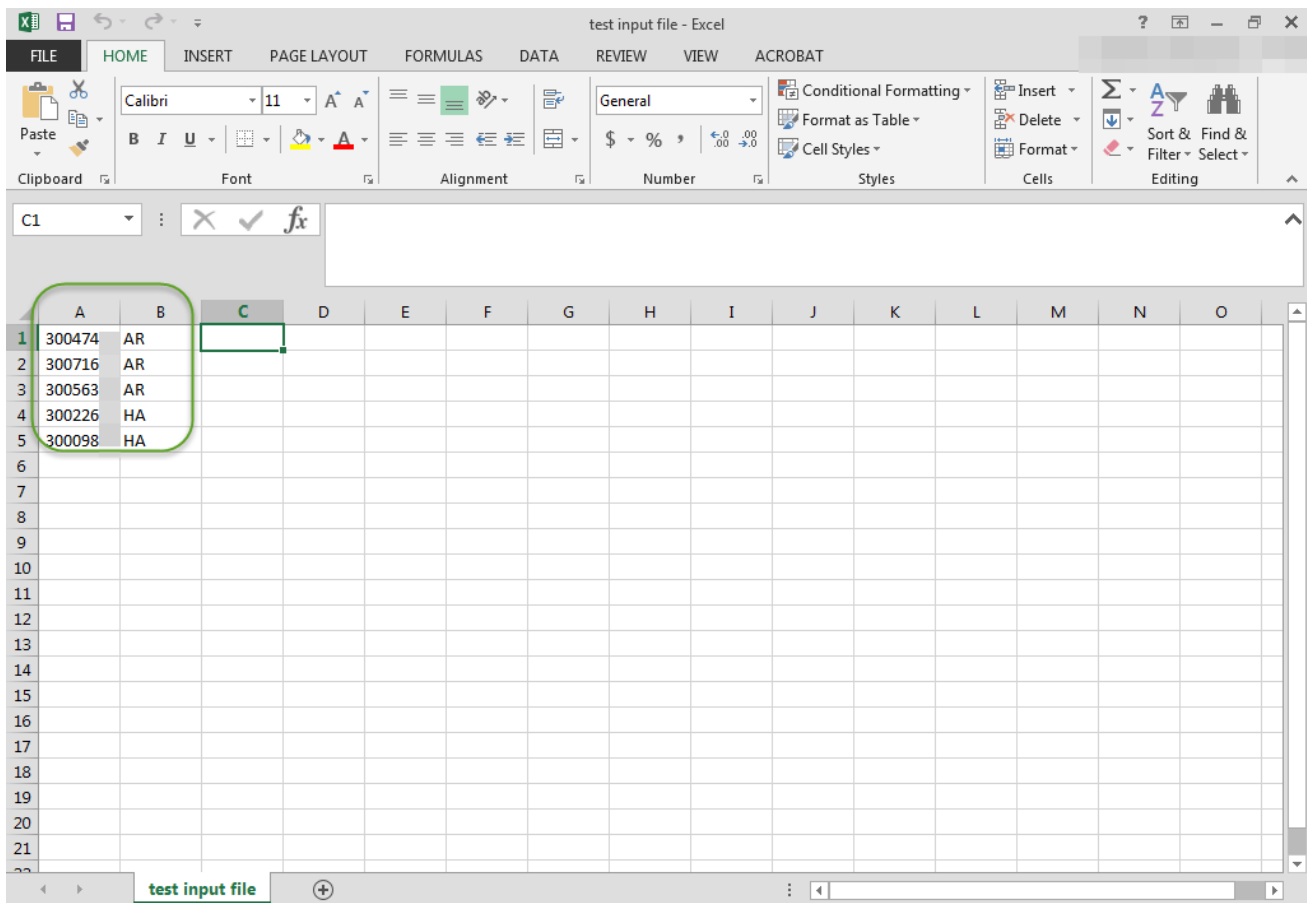 test input file - Excel ?
FILE HOME INSERT PAGE LAYOUT FORMULAS DATA REVIEW VIEW ACROBAT
Calibri 11 General Conditional Formatting Insert
Paste Format as Table Delete Sort & Find &
B I U A $ % , Cell Styles Format Filter Select
Clipboard Font Alignment Number Styles Cells Editing
C1 fx
A B C D E F G H I J K L M N O
1 300474 AR
2 300716 AR
3 300563 AR
4 300226 HA
5 300098 HA
6
7
8
9
10
11
12
13
14
15
16
17
18
19
20
21
test input file